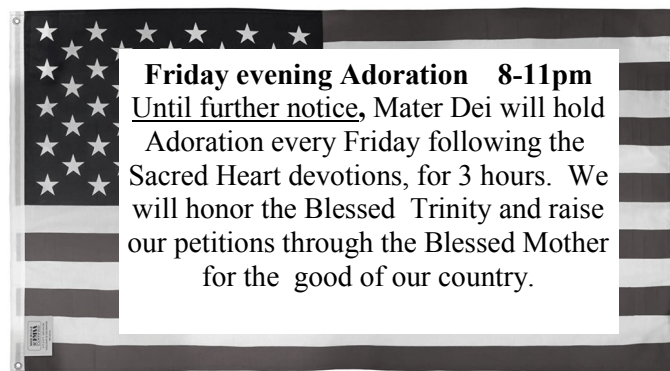 Friday evening Adoration    8-11pm
Until further notice, Mater Dei will hold
Adoration every Friday following the
Sacred Heart devotions, for 3 hours.  We
will honor the Blessed  Trinity and raise
our petitions through the Blessed Mother
for the  good of our country.